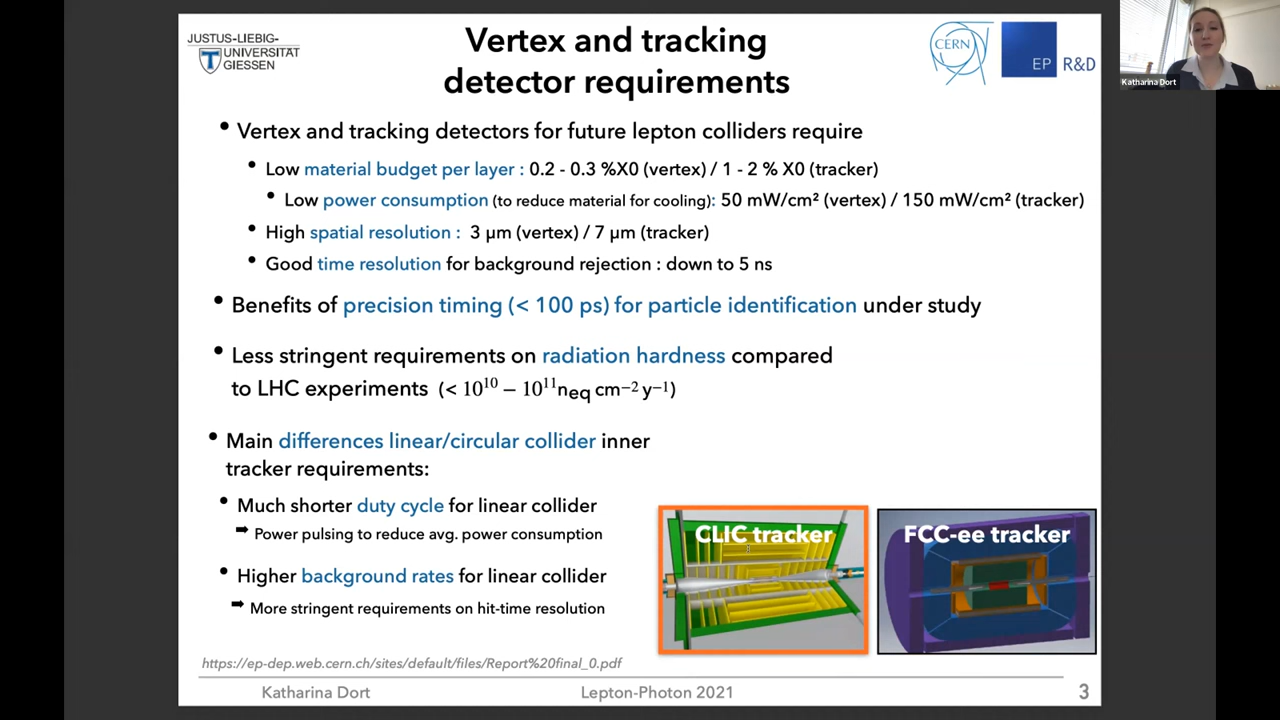 JUSTUS-LIEBIG-
UNIVERSITÄT
GIESSEN
Vertex and tracking
detector requirements
CERN
EP R&D
Katharina Dort
• Vertex and tracking detectors for future lepton colliders require
• Low material budget per layer : 0.2 - 0.3 %X0 (vertex) / 1 - 2 % X0 (tracker)
• Low power consumption (to reduce material for cooling): 50 mW/cm² (vertex) / 150 mW/cm² (tracker)
• High spatial resolution : 3 μm (vertex) / 7 μm (tracker)
• Good time resolution for background rejection : down to 5 ns
• Benefits of precision timing (< 100 ps) for particle identification under study
• Less stringent requirements on radiation hardness compared
to LHC experiments (< 10¹⁰ – 10¹¹ neq cm⁻² y⁻¹)
• Main differences linear/circular collider inner
tracker requirements:
• Much shorter duty cycle for linear collider
➡ Power pulsing to reduce avg. power consumption
• Higher background rates for linear collider
➡ More stringent requirements on hit-time resolution
CLIC tracker
FCC-ee tracker
https://ep-dep.web.cern.ch/sites/default/files/Report%20final_0.pdf
Katharina Dort
Lepton-Photon 2021
3